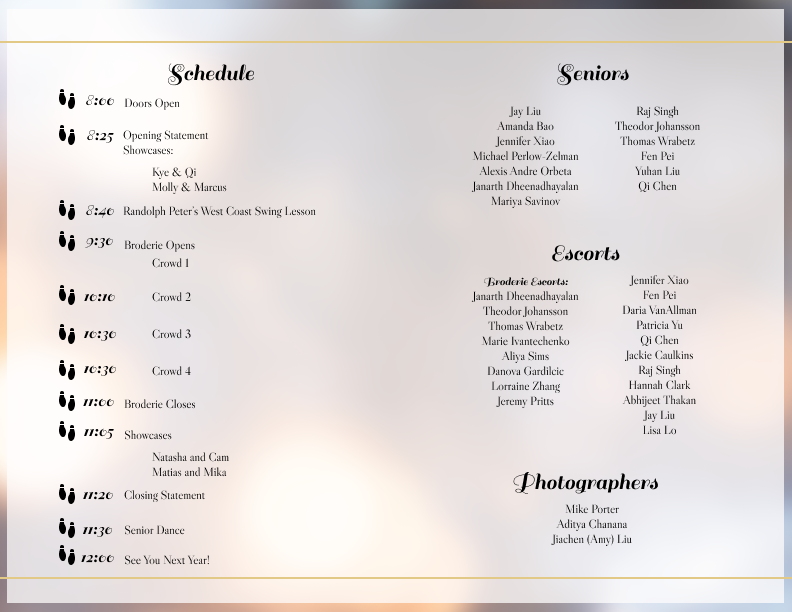 Schedule
8:00 Doors Open
8:25 Opening Statement
Showcases:
Kye & Qi
Molly & Marcus
8:40 Randolph Peter's West Coast Swing Lesson
9:30 Broderie Opens
Crowd 1
10:10 Crowd 2
10:30 Crowd 3
10:30 Crowd 4
11:00 Broderie Closes
11:05 Showcases
Natasha and Cam
Matias and Mika
11:20 Closing Statement
11:30 Senior Dance
12:00 See You Next Year!
Seniors
Jay Liu
Amanda Bao
Jennifer Xiao
Michael Perlow-Zelman
Alexis Andre Orbeta
Janarth Dheenadhayalan
Mariya Savinov
Raj Singh
Theodor Johansson
Thomas Wrabetz
Fen Pei
Yuhan Liu
Qi Chen
Escorts
Broderie Escorts:
Janarth Dheenadhayalan
Theodor Johansson
Thomas Wrabetz
Marie Ivantechenko
Aliya Sims
Danova Gardilcic
Lorraine Zhang
Jeremy Pritts
Jennifer Xiao
Fen Pei
Daria VanAllman
Patricia Yu
Qi Chen
Jackie Caulkins
Raj Singh
Hannah Clark
Abhijeet Thakan
Jay Liu
Lisa Lo
Photographers
Mike Porter
Aditya Chanana
Jiachen (Amy) Liu